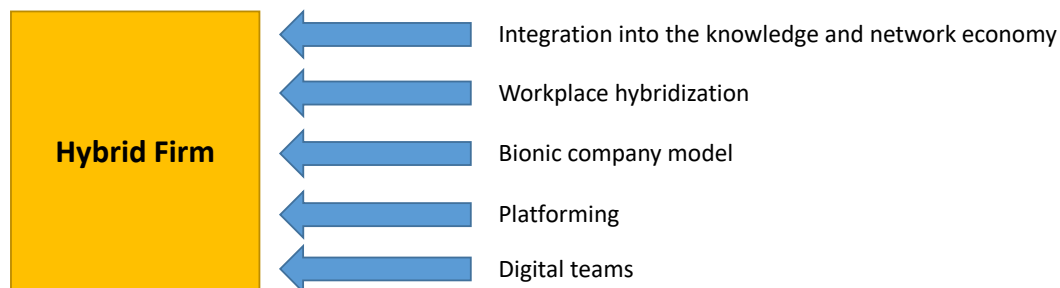 Hybrid Firm
Integration into the knowledge and network economy
Workplace hybridization
Bionic company model
Platforming
Digital teams